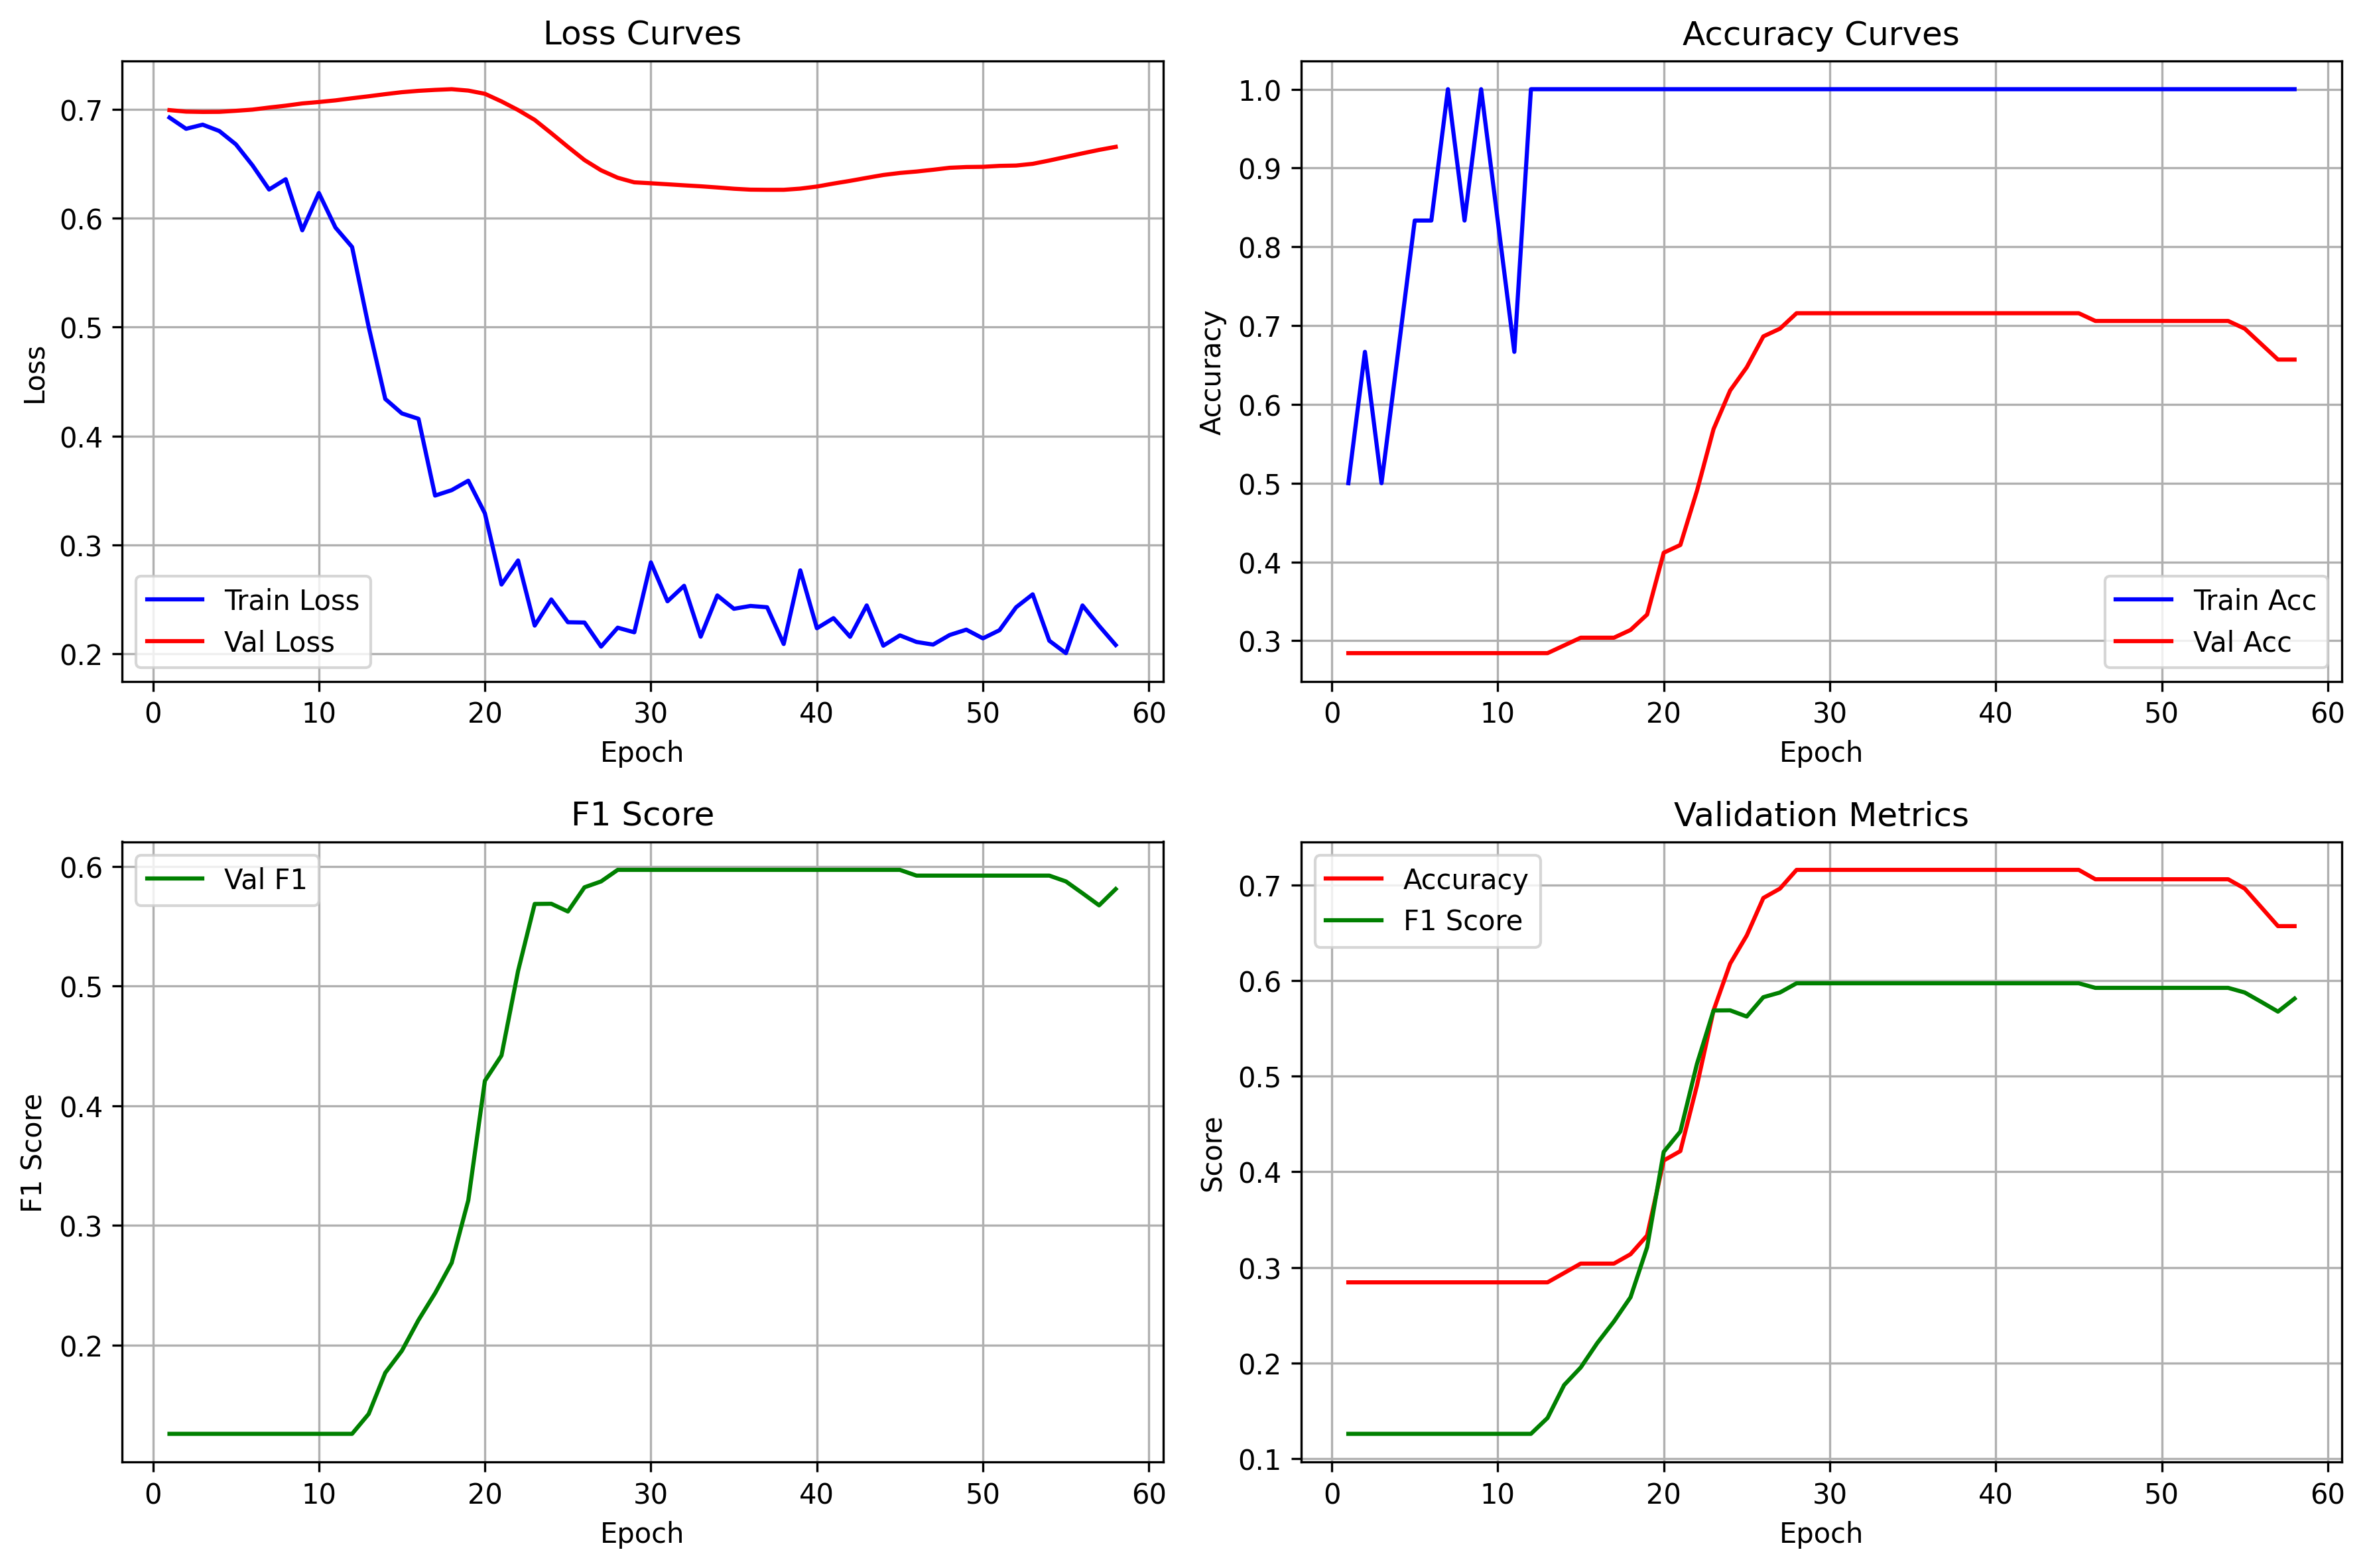 Loss Curves
0.7
0.6
0.5
0.4
0.3
0.2
Loss
Train Loss
Val Loss
0 10 20 30 40 50 60
Epoch
Accuracy Curves
1.0
0.9
0.8
0.7
0.6
0.5
0.4
0.3
Accuracy
Train Acc
Val Acc
0 10 20 30 40 50 60
Epoch
F1 Score
Val F1
0.6
0.5
0.4
0.3
0.2
F1 Score
0 10 20 30 40 50 60
Epoch
Validation Metrics
Accuracy
F1 Score
0.7
0.6
0.5
0.4
0.3
0.2
0.1
Score
0 10 20 30 40 50 60
Epoch